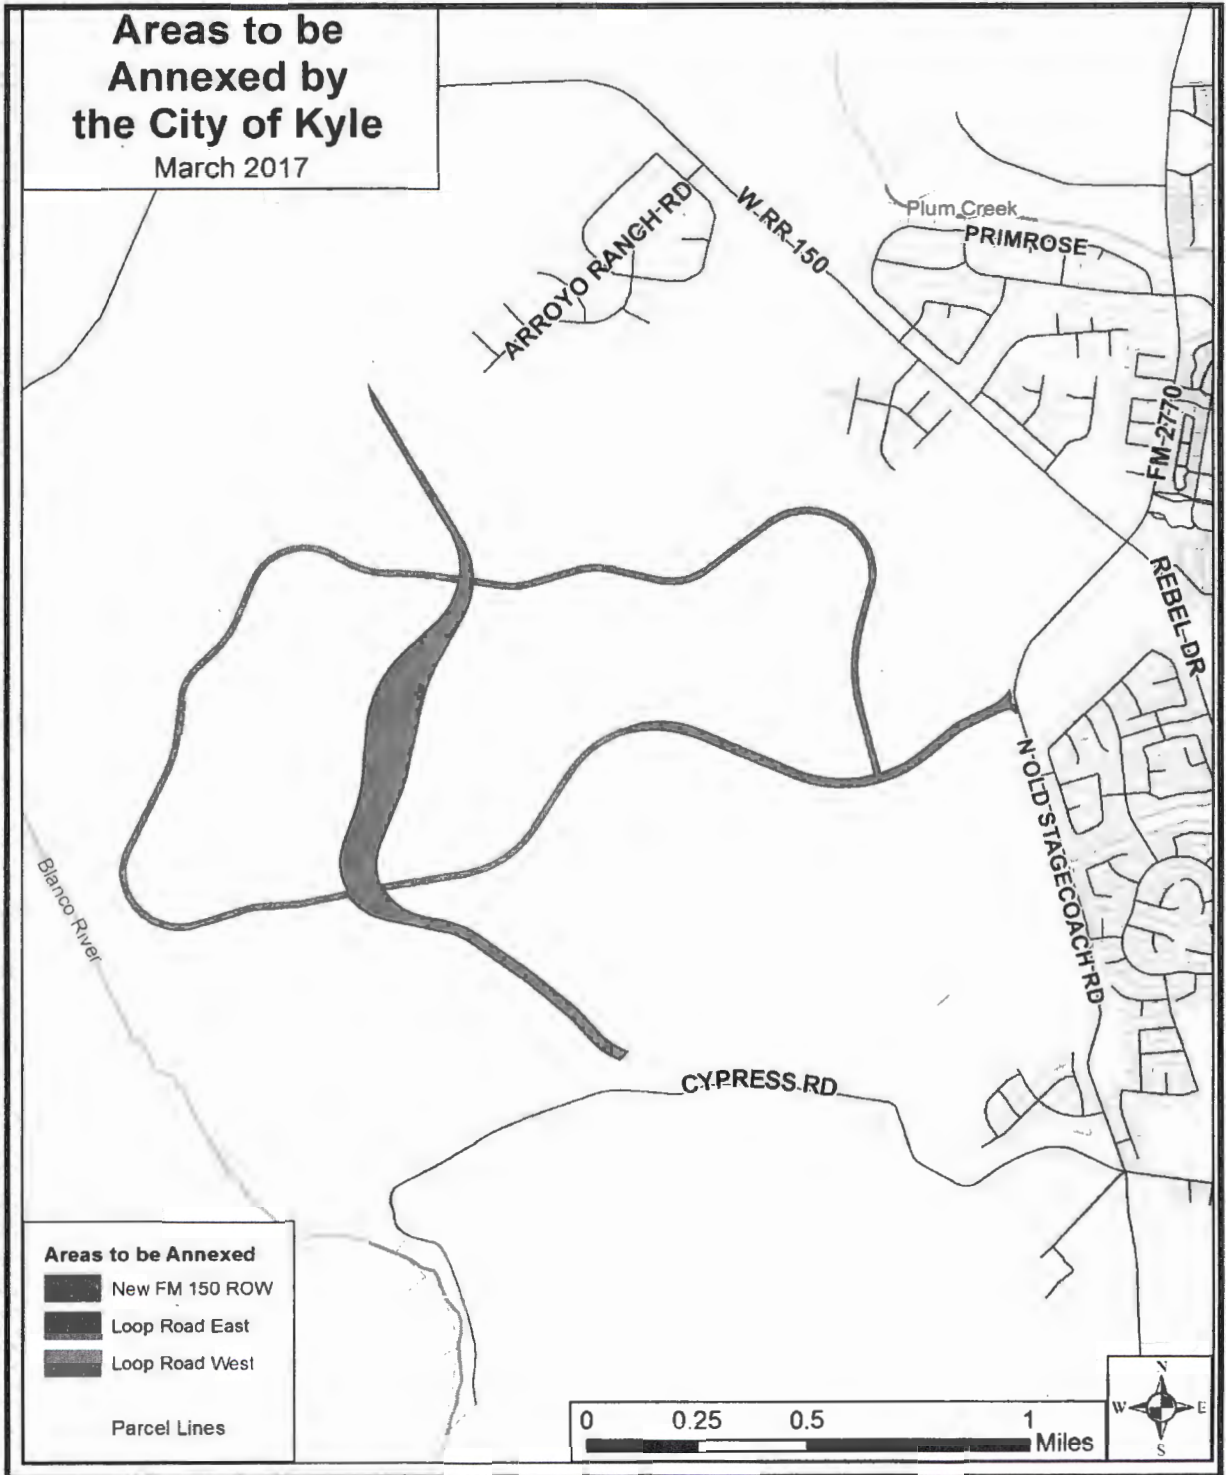 Areas to be
Annexed by
the City of Kyle
March 2017
ARROYO RANCH RD
W RR 150
Plum Creek
PRIMROSE
FM-2770
REBEL DR
N OLD STAGECOACH RD
Blanco River
CYPRESS RD
Areas to be Annexed
New FM 150 ROW
Loop Road East
Loop Road West
Parcel Lines
0 0.25 0.5 1
Miles
N
W E
S